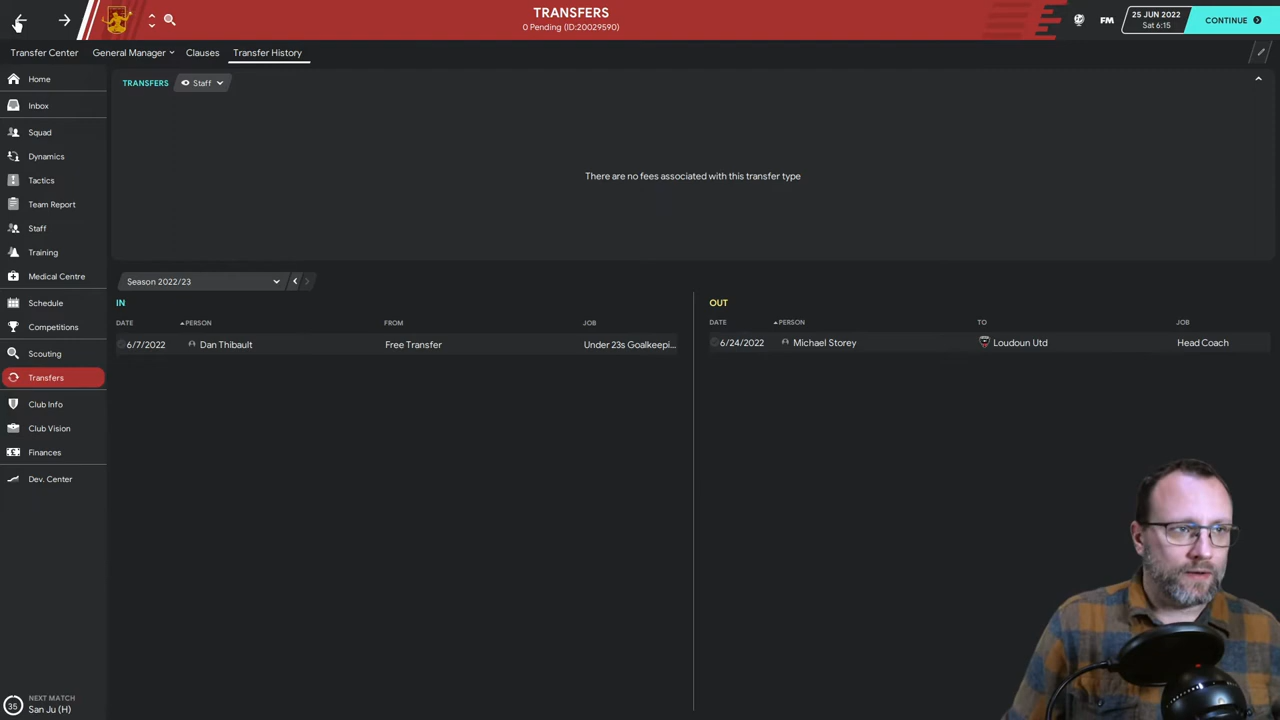 TRANSFERS
0 Pending (ID:20029590)
FM
25 JUN 2022
Sat 6:15
CONTINUE
Transfer Center
General Manager
Clauses
Transfer History
Home
Inbox
Squad
Dynamics
Tactics
Team Report
Staff
Training
Medical Centre
Schedule
Competitions
Scouting
Transfers
Club Info
Club Vision
Finances
Dev. Center
35
NEXT MATCH
San Ju (H)
TRANSFERS Staff
There are no fees associated with this transfer type
Season 2022/23
IN
DATE PERSON FROM JOB
6/7/2022 Dan Thibault Free Transfer Under 23s Goalkeepi...
OUT
DATE PERSON TO JOB
6/24/2022 Michael Storey Loudoun Utd Head Coach